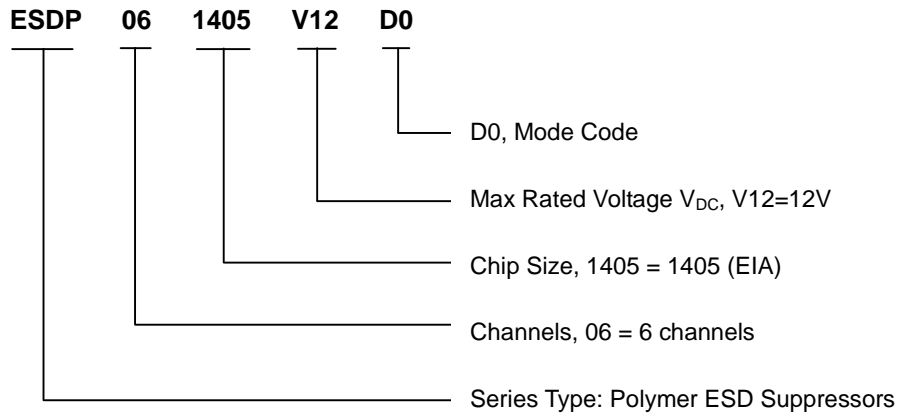 ESDP 06 1405 V12 D0
D0, Mode Code
Max Rated Voltage VDC, V12=12V
Chip Size, 1405 = 1405 (EIA)
Channels, 06 = 6 channels
Series Type: Polymer ESD Suppressors